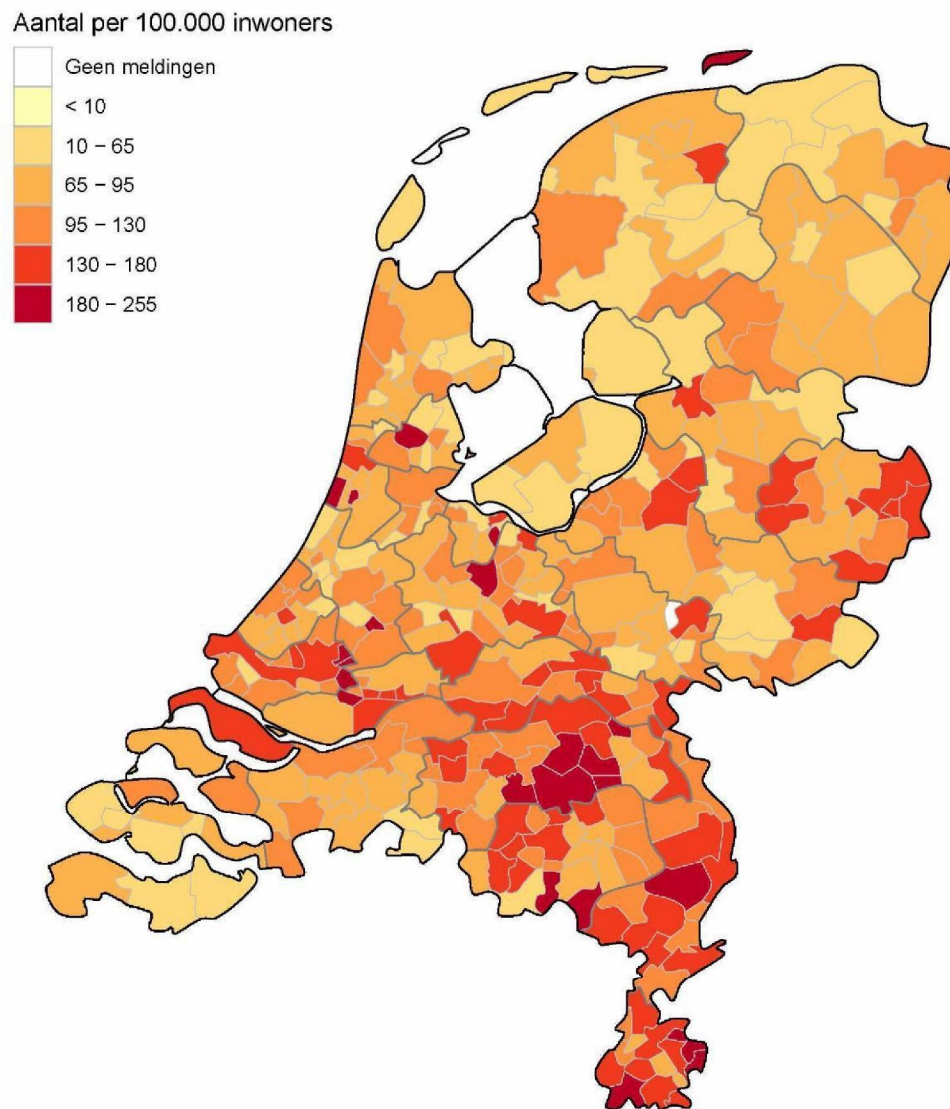 Aantal per 100.000 inwoners
Geen meldingen
< 10
10 – 65
65 – 95
95 – 130
130 – 180
180 – 255